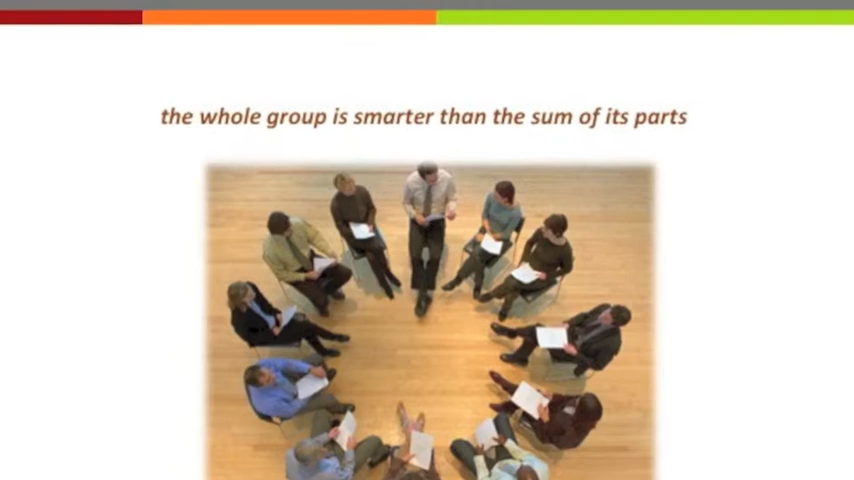 the whole group is smarter than the sum of its parts